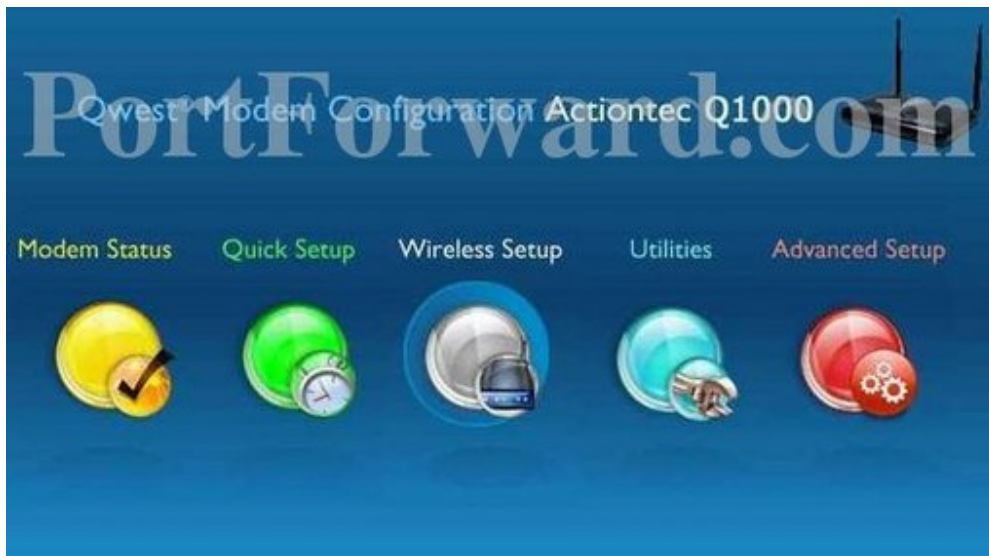 PortForward.com
Qwest Modem Configuration Actiontec Q1000
Modem Status
Quick Setup
Wireless Setup
Utilities
Advanced Setup